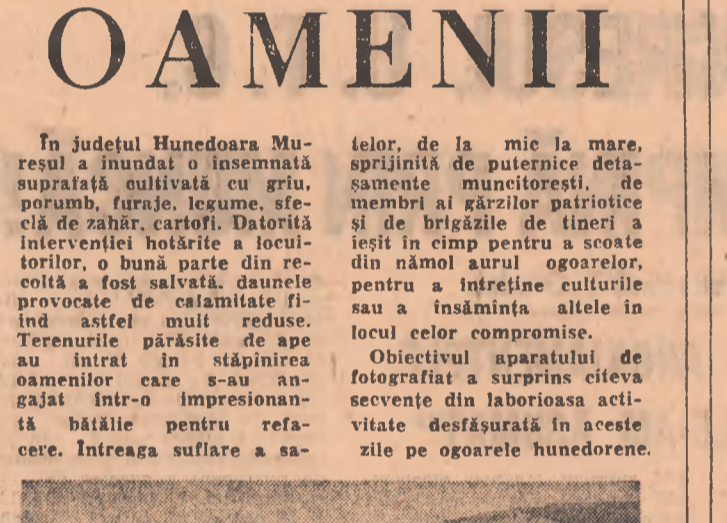 OAMENII
În județul Hunedoara Mu-
reșul a inundat o însemnată
suprafață cultivată cu grîu,
porumb, furaje, legume, sfe-
clă de zahăr, cartofi. Datorită
intervenției hotărîte a locui-
torilor, o bună parte din re-
coltă a fost salvată, daunele
provocate de calamitate fi-
ind astfel mult reduse.
Terenurile părăsite de ape
au intrat în stăpînirea
oamenilor care s-au an-
gajat într-o impresionan-
tă bătălie pentru refa-
cere. Întreaga suflare a sa-
telor, de la mic la mare,
sprijinită de puternice deta-
șamente muncitorești, de
membri ai gărzilor patriotice
și de brigăzile de tineri a
ieșit în cîmp pentru a scoate
din nămol aurul ogoarelor,
pentru a întreține culturile
sau a însămînța altele în
locul celor compromise.
Obiectivul aparatului de
fotografiat a surprins cîteva
secvențe din laborioasa acti-
vitate desfășurată în aceste
zile pe ogoarele hunedorene.